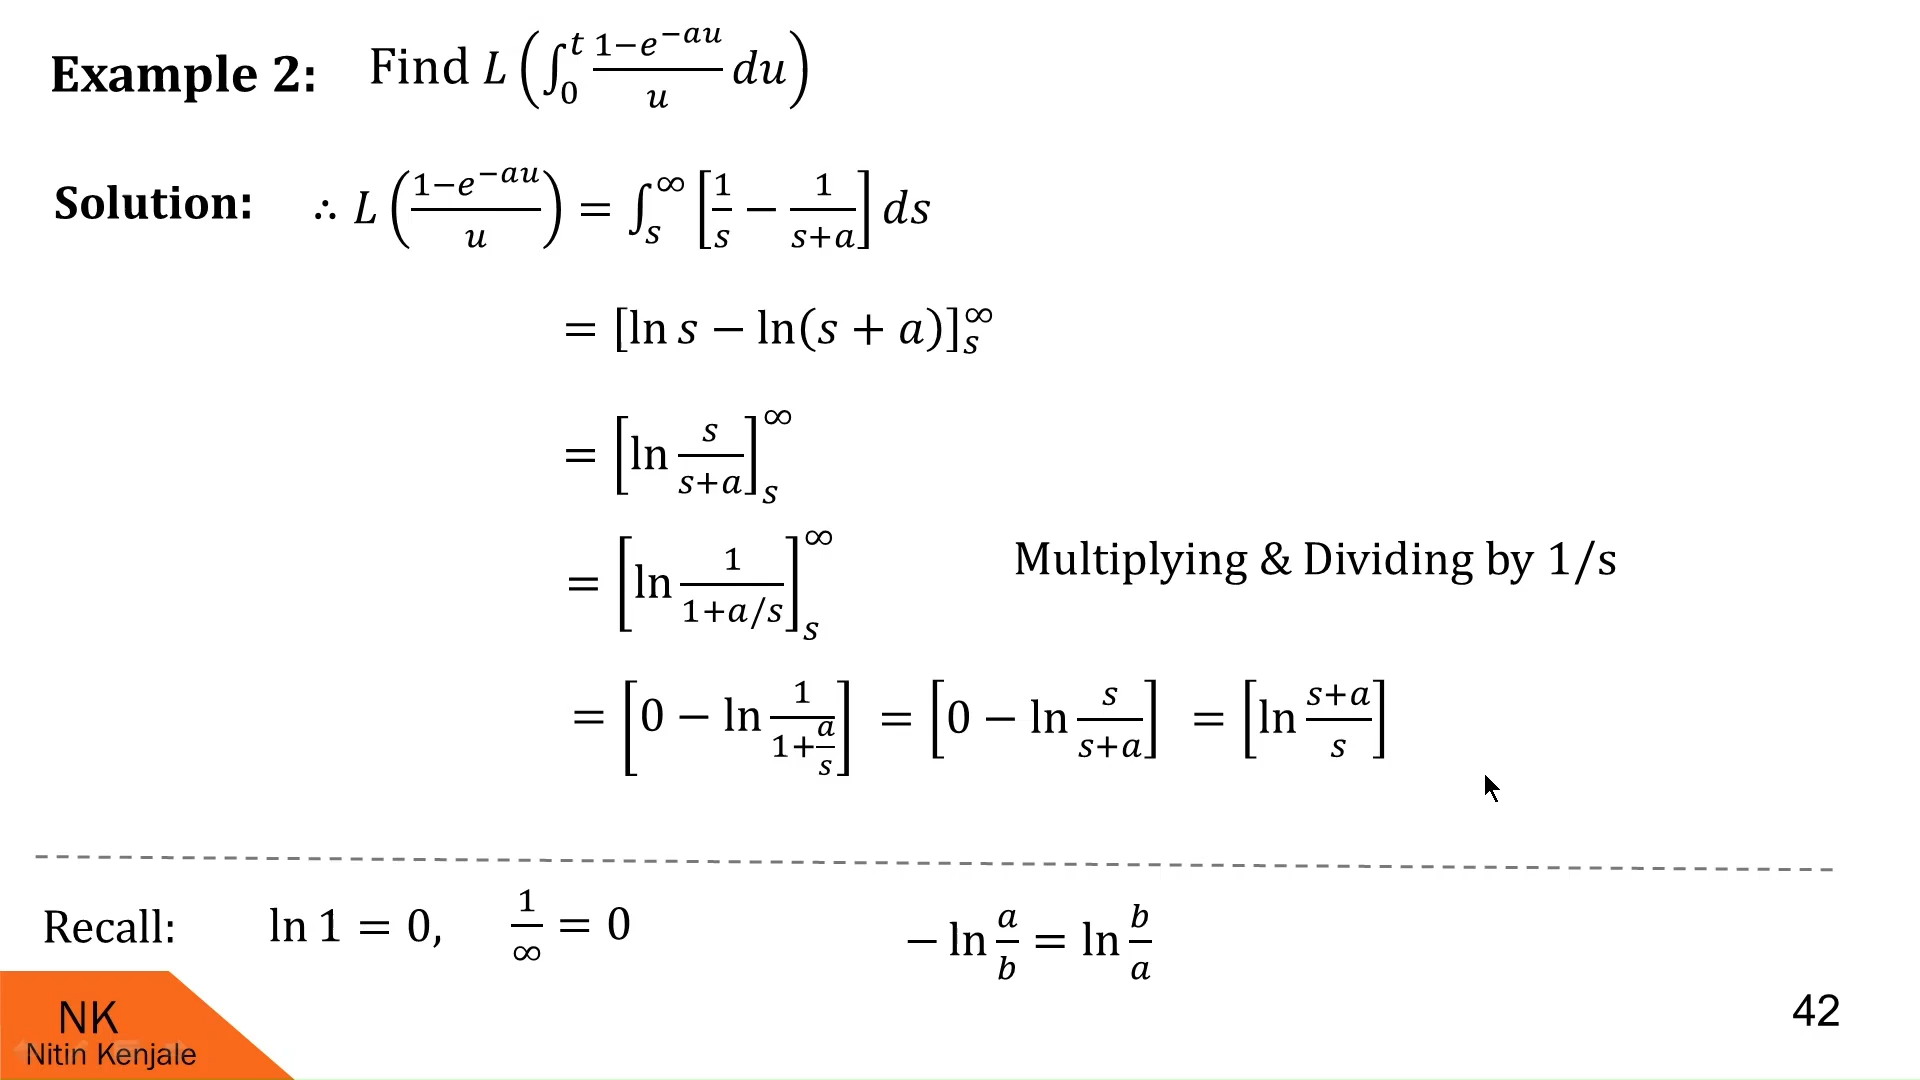 Example 2: Find L(∫₀ᵗ (1−e^{−au})/u du)
Solution: ∴ L((1−e^{−au})/u) = ∫ₛ^∞ [1/s − 1/(s+a)] ds
= [ln s − ln(s + a)]ₛ^∞
= [ln s/(s+a)]ₛ^∞
= [ln 1/(1+a/s)]ₛ^∞ Multiplying & Dividing by 1/s
= [0 − ln 1/(1+a/s)] = [0 − ln s/(s+a)] = [ln (s+a)/s]
Recall: ln 1 = 0, 1/∞ = 0 − ln a/b = ln b/a
NK
Nitin Kenjale
42